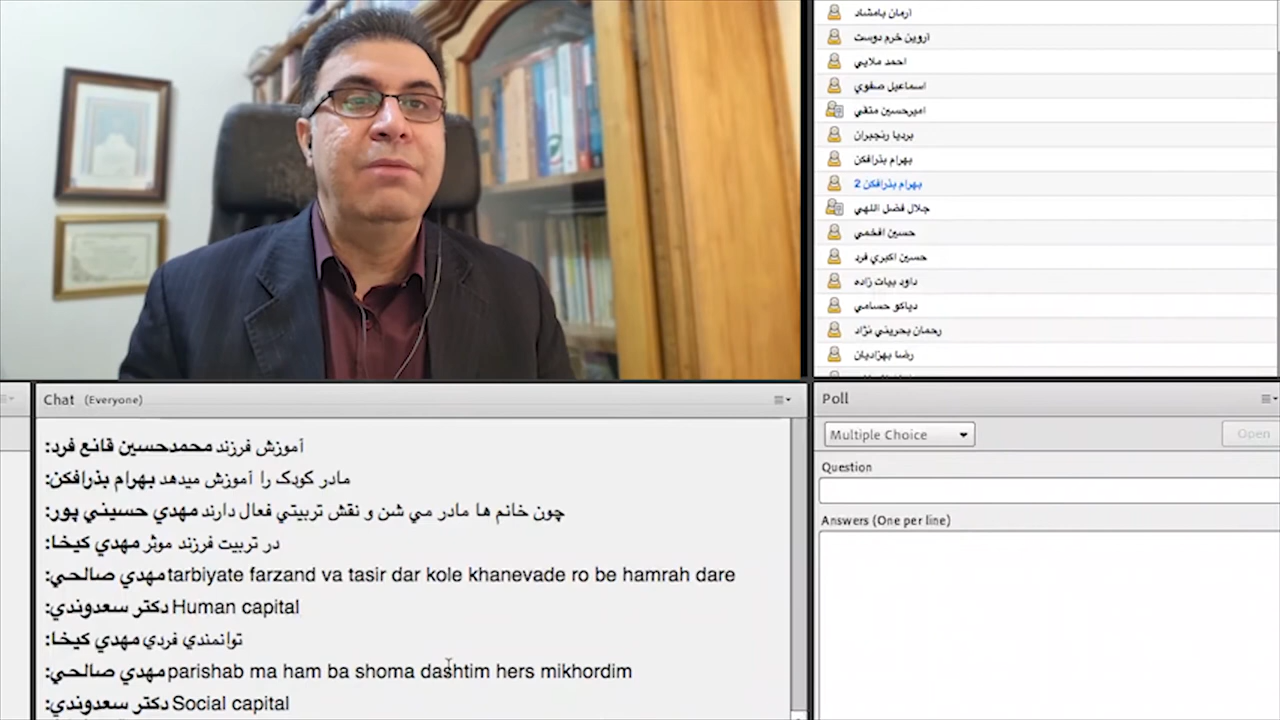 ارمان بامشاد
اروين خرم دوست
احمد ملايي
اسماعيل صفوي
اميرحسين متقي
برديا رنجبران
بهرام بذرافكن
بهرام بذرافكن 2
جلال فضل اللهي
حسين افخمي
حسين اكبري فرد
داود بيات زاده
دياكو حسامي
رحمان بحريني نژاد
رضا بهزاديان
Chat (Everyone)
محمدحسين قانع فرد: آموزش فرزند
بهرام بذرافكن: مادر كودك را آموزش ميدهد
مهدي حسيني پور: چون خانم ها مادر مي شن و نقش تربيتي فعال دارند
مهدي كيخا: در تربيت فرزند موثر
مهدي صالحي: tarbiyate farzand va tasir dar kole khanevade ro be hamrah dare
دكتر سعدوندي: Human capital
مهدي كيخا: توانمندي فردي
مهدي صالحي: parishab ma ham ba shoma dashtim hers mikhordim
دكتر سعدوندي: Social capital
Poll
Multiple Choice
Open
Question
Answers (One per line)